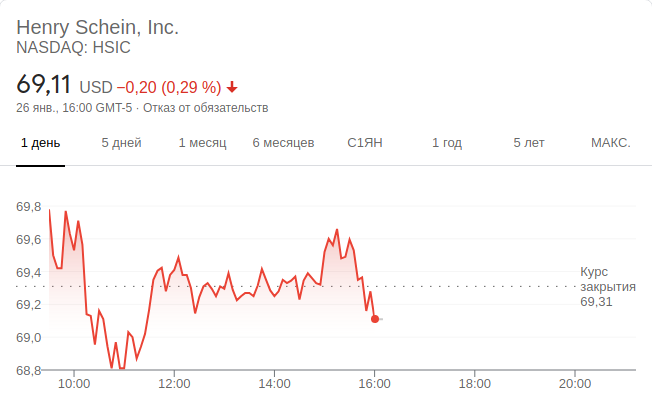 Henry Schein, Inc.
NASDAQ: HSIC
69,11 USD −0,20 (0,29 %)
26 янв., 16:00 GMT-5 · Отказ от обязательств
1 день 5 дней 1 месяц 6 месяцев С1ЯН 1 год 5 лет МАКС.
69,8
69,6
69,4
69,2
69,0
68,8
Курс
закрытия
69,31
10:00 12:00 14:00 16:00 18:00 20:00